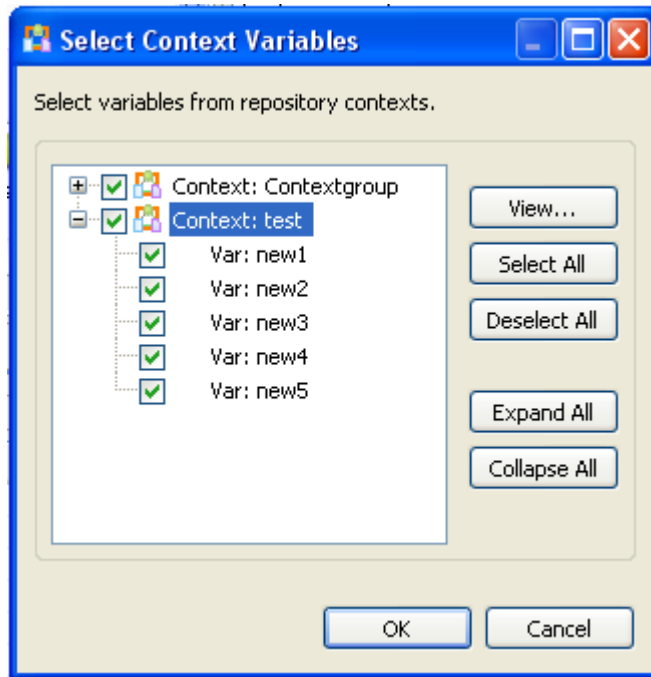 Select Context Variables
Select variables from repository contexts.
Context: Contextgroup
Context: test
Var: new1
Var: new2
Var: new3
Var: new4
Var: new5
View...
Select All
Deselect All
Expand All
Collapse All
OK
Cancel